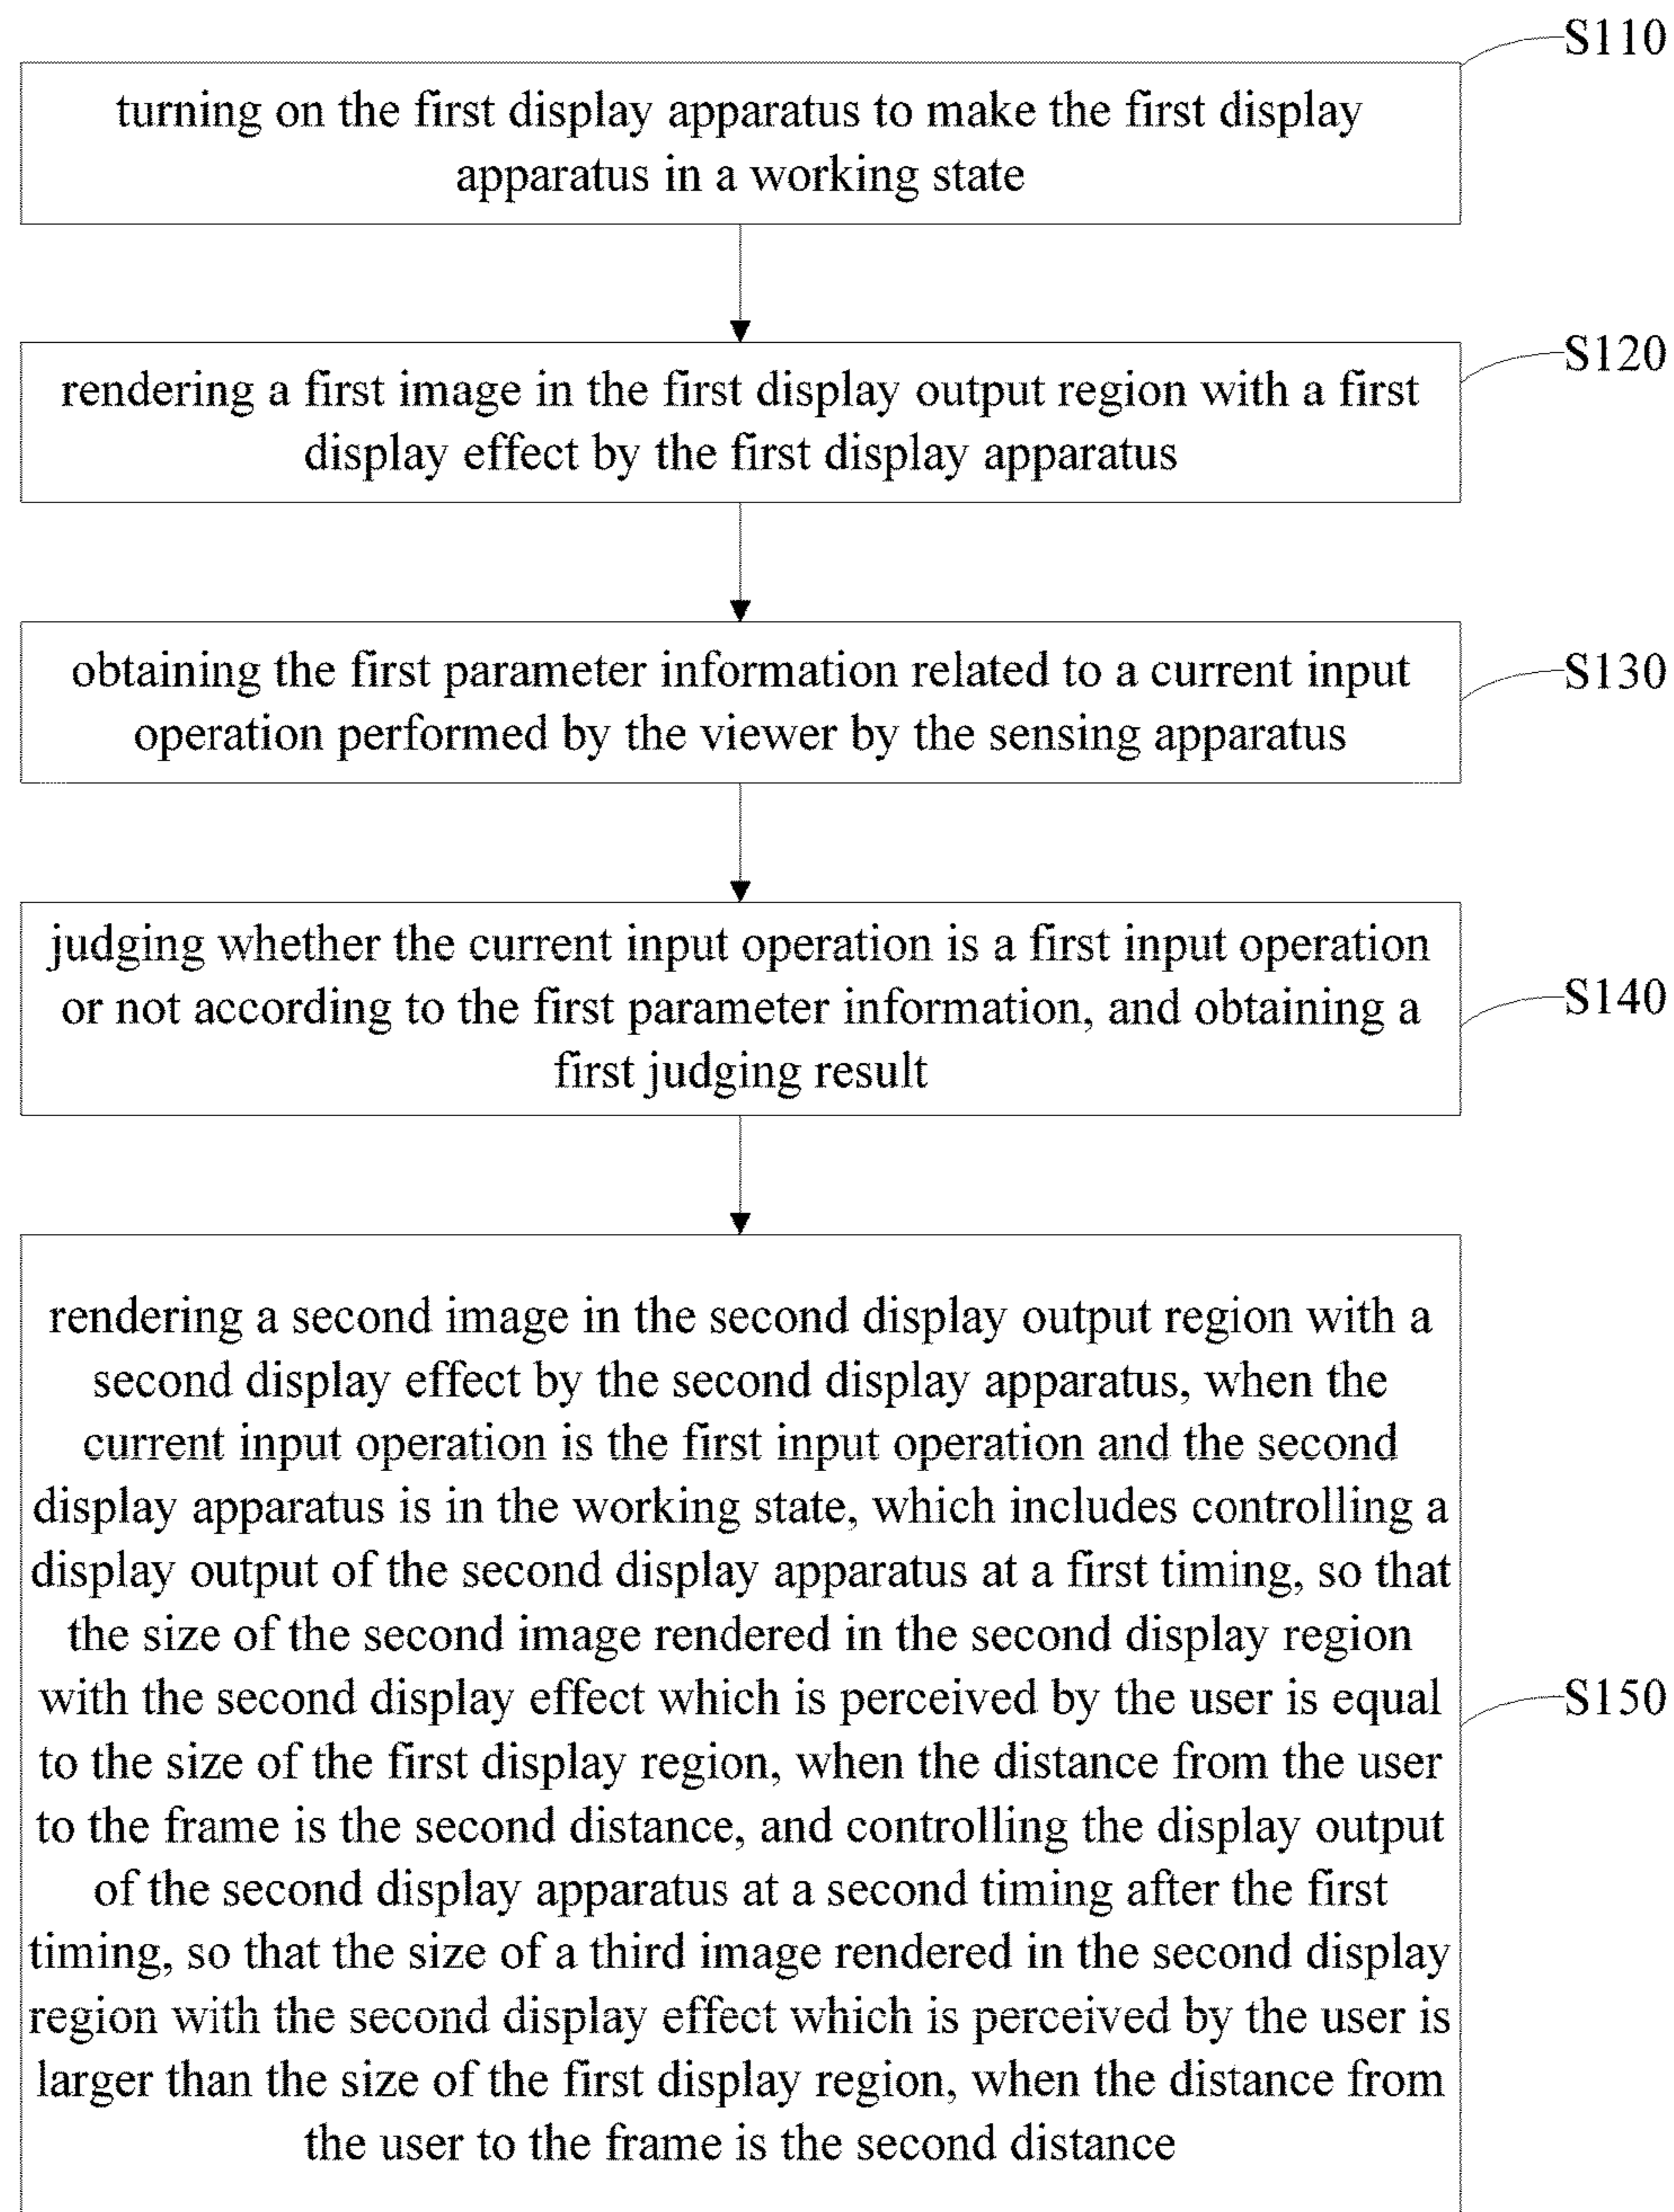 S110
turning on the first display apparatus to make the first display
apparatus in a working state
S120
rendering a first image in the first display output region with a first
display effect by the first display apparatus
S130
obtaining the first parameter information related to a current input
operation performed by the viewer by the sensing apparatus
S140
judging whether the current input operation is a first input operation
or not according to the first parameter information, and obtaining a
first judging result
S150
rendering a second image in the second display output region with a
second display effect by the second display apparatus, when the
current input operation is the first input operation and the second
display apparatus is in the working state, which includes controlling a
display output of the second display apparatus at a first timing, so that
the size of the second image rendered in the second display region
with the second display effect which is perceived by the user is equal
to the size of the first display region, when the distance from the user
to the frame is the second distance, and controlling the display output
of the second display apparatus at a second timing after the first
timing, so that the size of a third image rendered in the second display
region with the second display effect which is perceived by the user is
larger than the size of the first display region, when the distance from
the user to the frame is the second distance